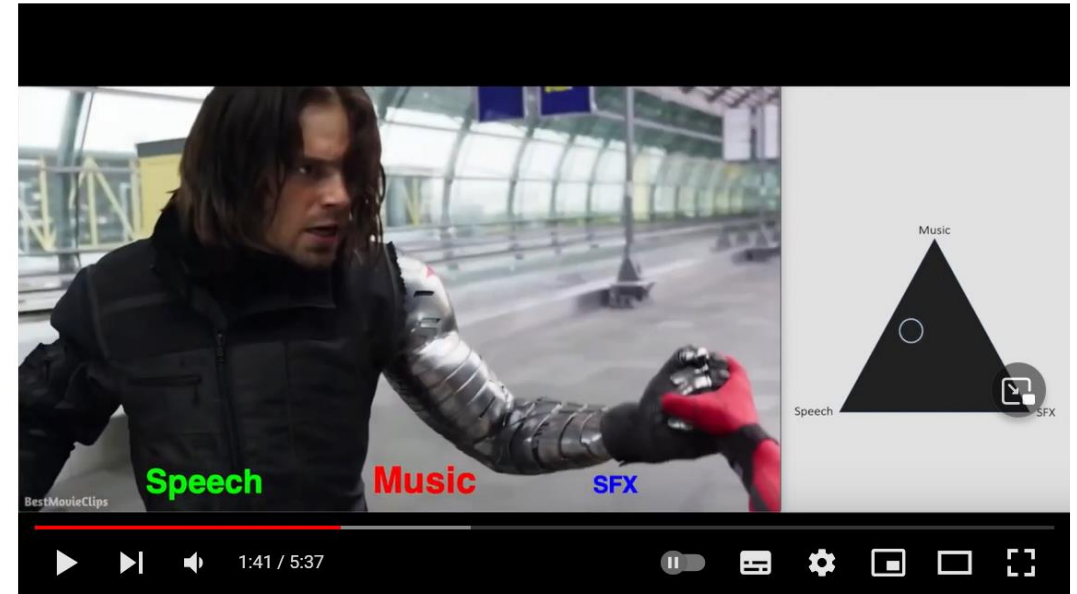 Music
Speech
SFX
Speech Music SFX
BestMovieClips
1:41 / 5:37